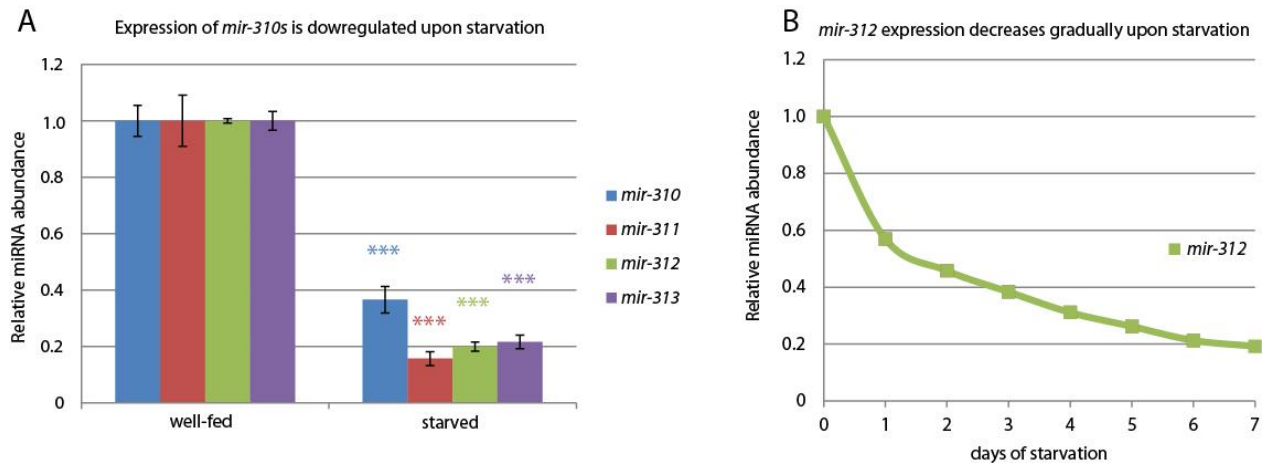 A
Expression of mir-310s is dowregulated upon starvation
Relative miRNA abundance
1.2
1.0
0.8
0.6
0.4
0.2
0
***
***
***
***
well-fed
starved
mir-310
mir-311
mir-312
mir-313
B
mir-312 expression decreases gradually upon starvation
Relative miRNA abundance
1.2
1.0
0.8
0.6
0.4
0.2
0
mir-312
0 1 2 3 4 5 6 7
days of starvation